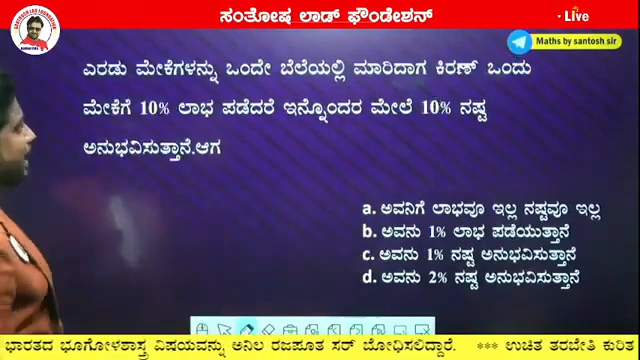 ಸಂತೋಷ ಲಾಡ್ ಫೌಂಡೇಶನ್
Live
Maths by santosh sir
ಎರಡು ಮೇಕೆಗಳನ್ನು ಒಂದೇ ಬೆಲೆಯಲ್ಲಿ ಮಾರಿದಾಗ ಕಿರಣ್ ಒಂದು
ಮೇಕೆಗೆ 10% ಲಾಭ ಪಡೆದರೆ ಇನ್ನೊಂದರ ಮೇಲೆ 10% ನಷ್ಟ
ಅನುಭವಿಸುತ್ತಾನೆ.ಆಗ
a. ಅವನಿಗೆ ಲಾಭವೂ ಇಲ್ಲ ನಷ್ಟವೂ ಇಲ್ಲ
b. ಅವನು 1% ಲಾಭ ಪಡೆಯುತ್ತಾನೆ
c. ಅವನು 1% ನಷ್ಟ ಅನುಭವಿಸುತ್ತಾನೆ
d. ಅವನು 2% ನಷ್ಟ ಅನುಭವಿಸುತ್ತಾನೆ
ಭಾರತದ ಭೂಗೋಳಶಾಸ್ತ್ರ ವಿಷಯವನ್ನು ಅನಿಲ ರಜಪೂತ ಸರ್ ಬೋಧಿಸಲಿದ್ದಾರೆ. *** ಉಚಿತ ತರಬೇತಿ ಕುರಿತ